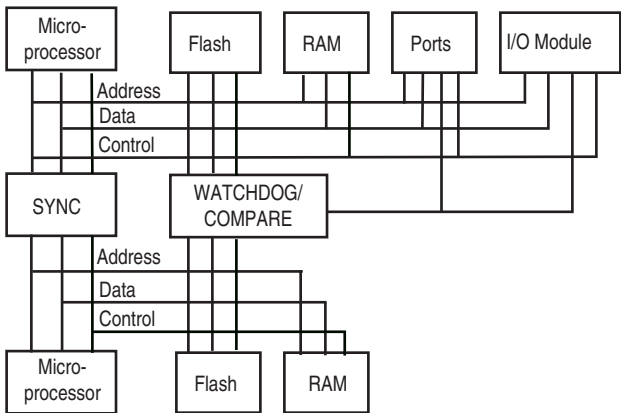 Micro-
processor
Flash
RAM
Ports
I/O Module
Address
Data
Control
SYNC
WATCHDOG/
COMPARE
Address
Data
Control
Micro-
processor
Flash
RAM